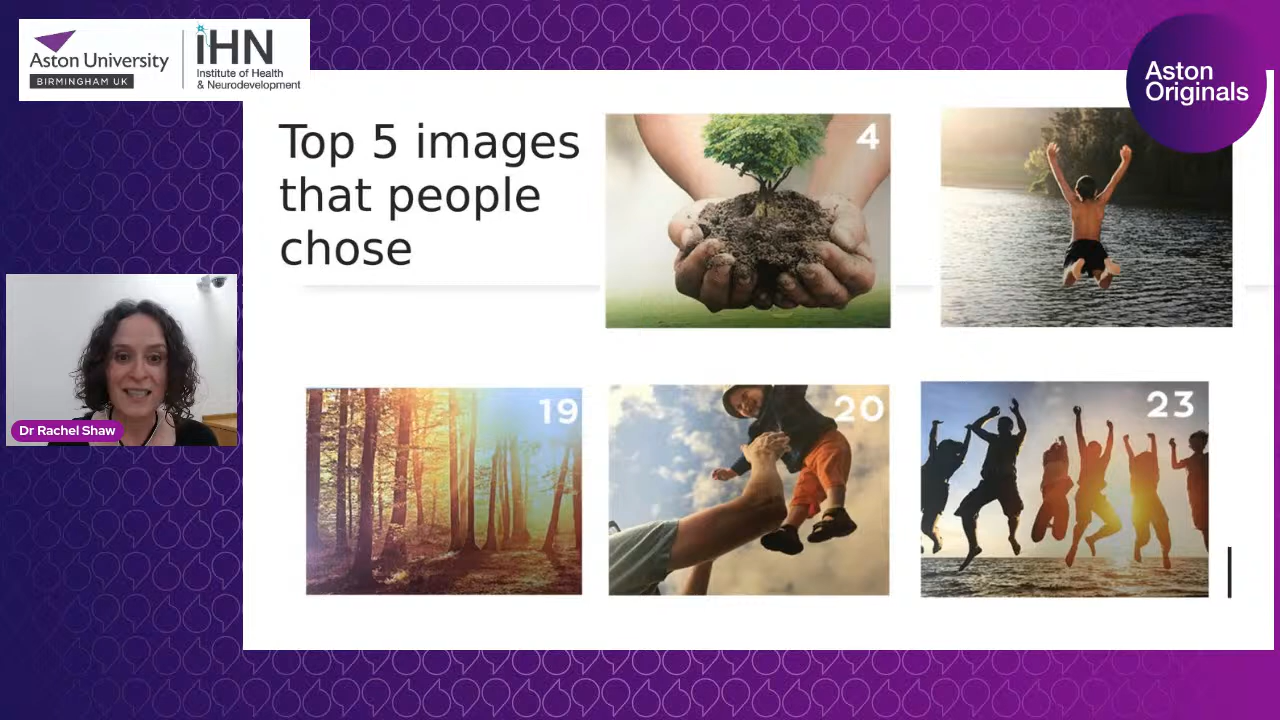 Aston University
BIRMINGHAM UK
iHN
Institute of Health
& Neurodevelopment
Aston
Originals
Top 5 images
that people
chose
4
19
20
23
Dr Rachel Shaw